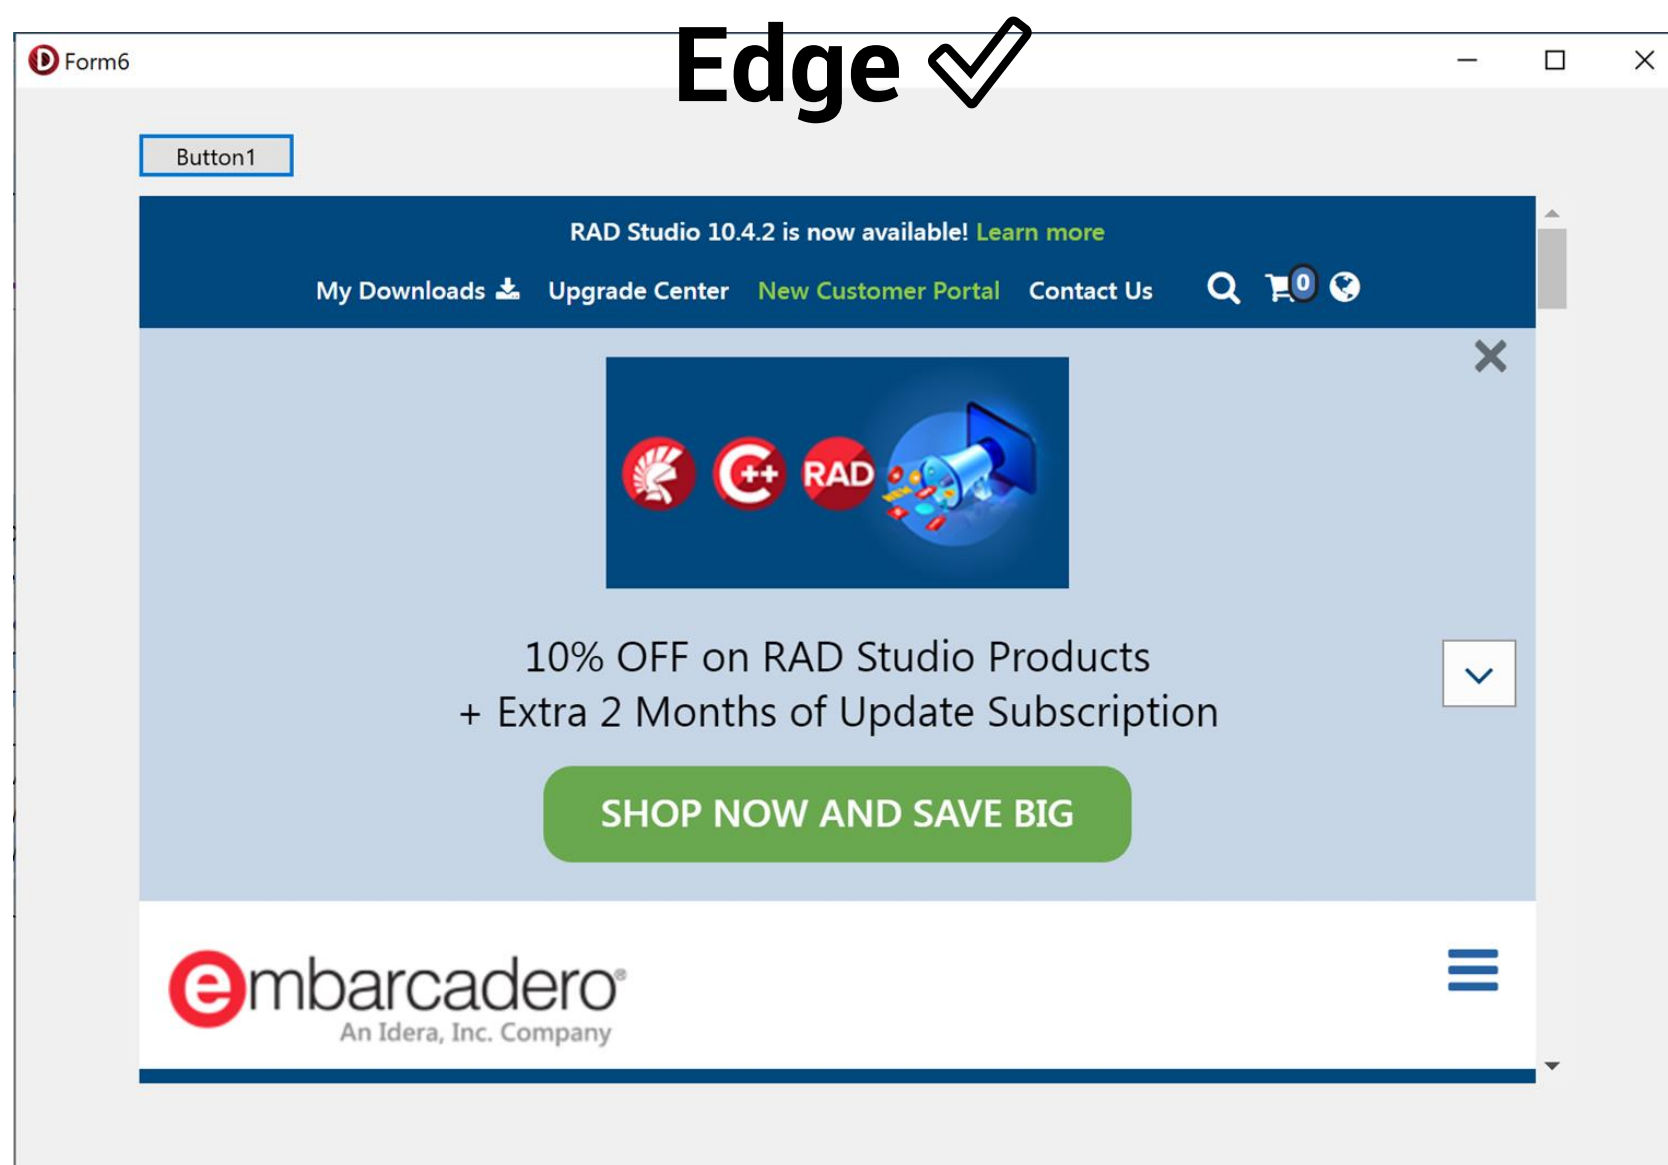 Edge
Form6
Button1
RAD Studio 10.4.2 is now available! Learn more
My Downloads Upgrade Center New Customer Portal Contact Us 0
C++ RAD
10% OFF on RAD Studio Products
+ Extra 2 Months of Update Subscription
SHOP NOW AND SAVE BIG
embarcadero®
An Idera, Inc. Company